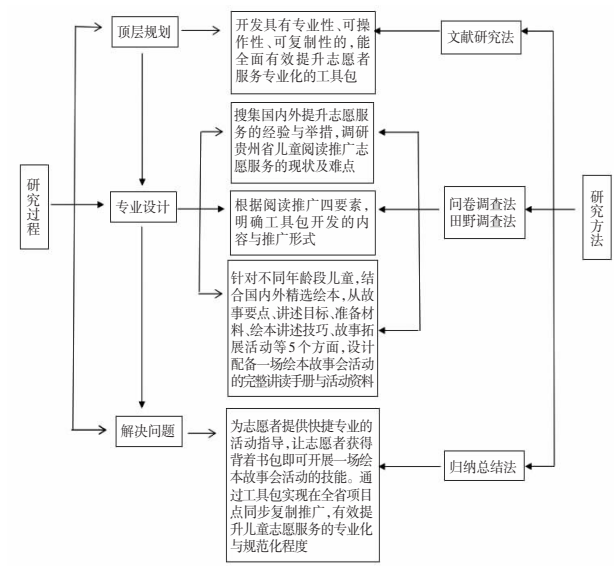 顶层规划
开发具有专业性、可操
作性、可复制性的，能
全面有效提升志愿者
服务专业化的工具包
文献研究法
搜集国内外提升志愿服
务的经验与举措，调研
贵州省儿童阅读推广志
愿服务的现状及难点
研究过程
专业设计
根据阅读推广四要素，
明确工具包开发的内
容与推广形式
问卷调查法
田野调查法
研究方法
针对不同年龄段儿童，结
合国内外精选绘本，从故
事要点、讲述目标、准备材
料、绘本讲述技巧、故事拓
展活动等5个方面，设计
配备一场绘本故事会活动
的完整讲读手册与活动资料
解决问题
为志愿者提供快捷专业的
活动指导，让志愿者获得
背着书包即可开展一场绘
本故事会活动的技能。通
过工具包实现在全省项目
点同步复制推广，有效提
升儿童志愿服务的专业化
与规范化程度
归纳总结法